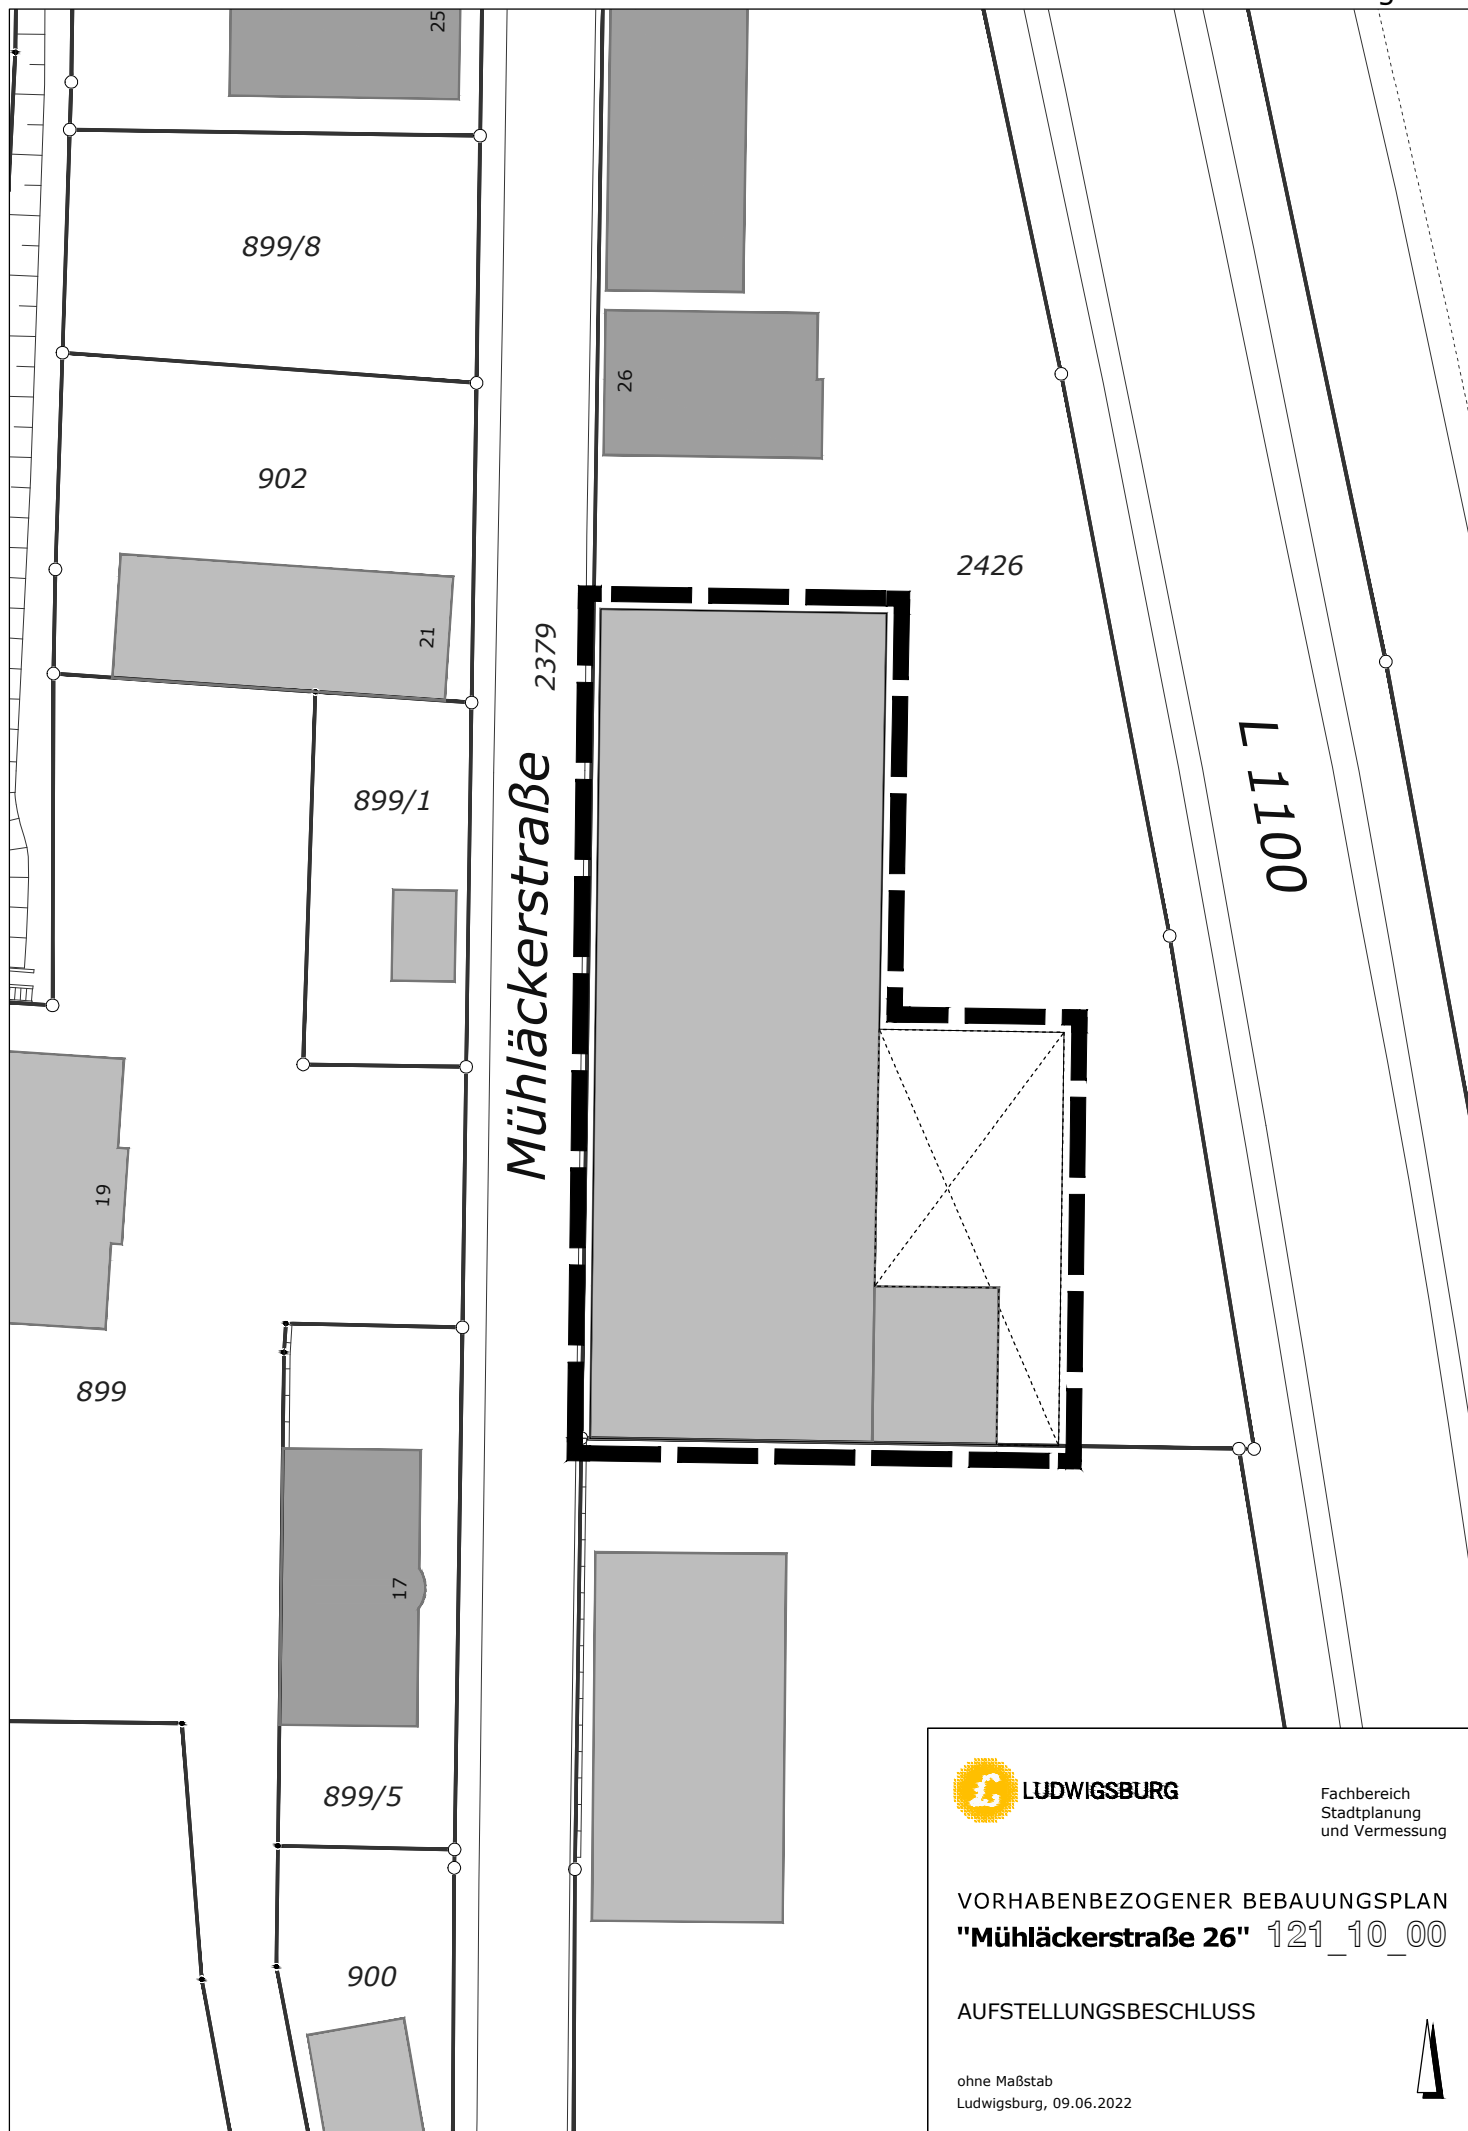 25
899/8
26
902
2426
21
2379
L 1100
899/1
Mühläckerstraße
19
899
17
899/5
900
LUDWIGSBURG
Fachbereich
Stadtplanung
und Vermessung
VORHABENBEZOGENER BEBAUUNGSPLAN
"Mühläckerstraße 26" 121_10_00
AUFSTELLUNGSBESCHLUSS
ohne Maßstab
Ludwigsburg, 09.06.2022